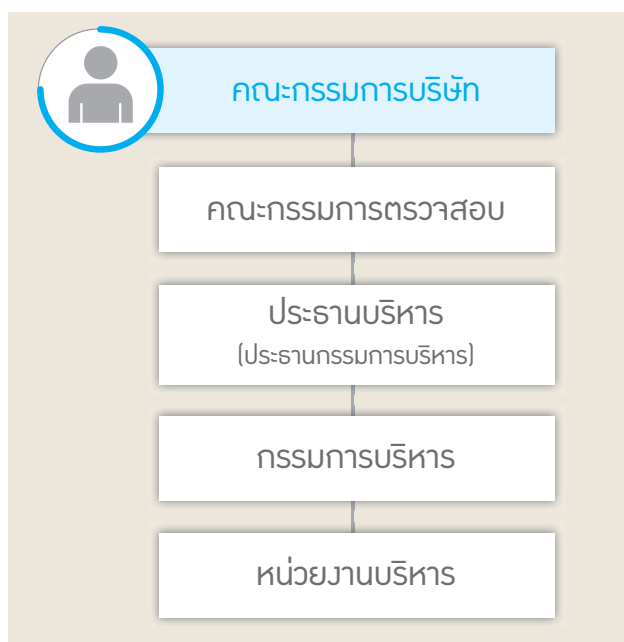 คณะกรรมการบริษัท
คณะกรรมการตรวจสอบ
ประธานบริหาร
(ประธานกรรมการบริหาร)
กรรมการบริหาร
หน่วยงานบริหาร